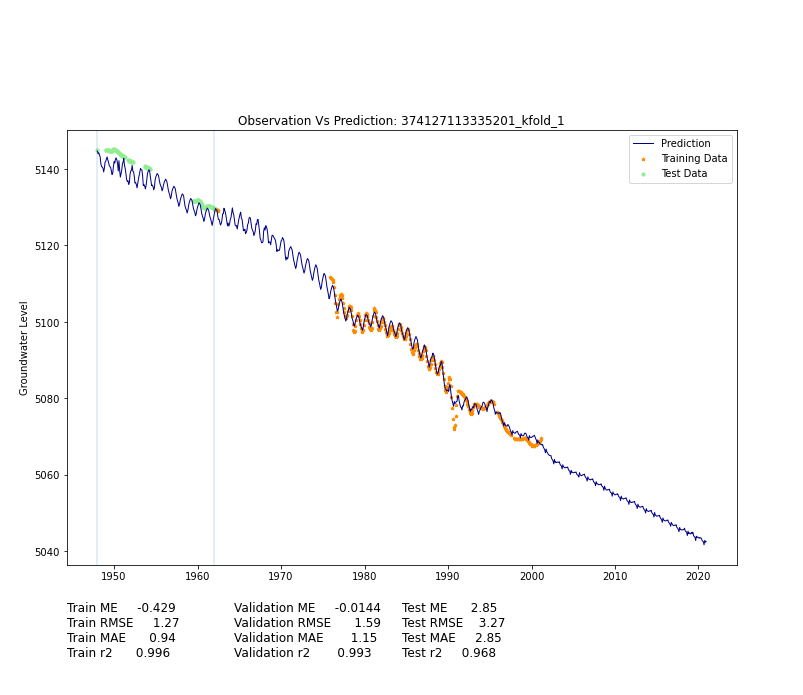 Observation Vs Prediction: 374127113335201_kfold_1
Prediction
Training Data
Test Data
5140
5120
5100
5080
5060
5040
Groundwater Level
1950 1960 1970 1980 1990 2000 2010 2020
Train ME -0.429 Validation ME -0.0144 Test ME 2.85
Train RMSE 1.27 Validation RMSE 1.59 Test RMSE 3.27
Train MAE 0.94 Validation MAE 1.15 Test MAE 2.85
Train r2 0.996 Validation r2 0.993 Test r2 0.968